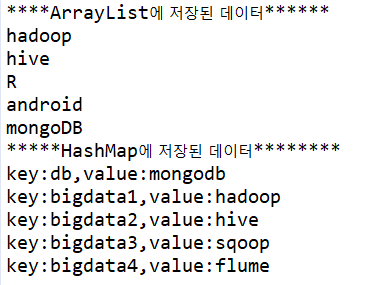 ****ArrayList에 저장된 데이터******
hadoop
hive
R
android
mongoDB
*****HashMap에 저장된 데이터********
key:db,value:mongodb
key:bigdata1,value:hadoop
key:bigdata2,value:hive
key:bigdata3,value:sqoop
key:bigdata4,value:flume